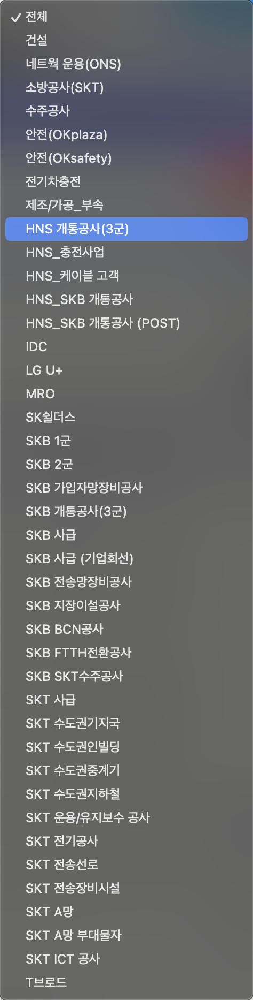 전체
건설
네트웍 운용(ONS)
소방공사(SKT)
수주공사
안전(OKplaza)
안전(OKsafety)
전기차충전
제조/가공_부속
HNS 개통공사(3군)
HNS_충전사업
HNS_케이블 고객
HNS_SKB 개통공사
HNS_SKB 개통공사 (POST)
IDC
LG U+
MRO
SK쉴더스
SKB 1군
SKB 2군
SKB 가입자망장비공사
SKB 개통공사(3군)
SKB 사급
SKB 사급 (기업회선)
SKB 전송망장비공사
SKB 지장이설공사
SKB BCN공사
SKB FTTH전환공사
SKB SKT수주공사
SKT 사급
SKT 수도권기지국
SKT 수도권인빌딩
SKT 수도권중계기
SKT 수도권지하철
SKT 운용/유지보수 공사
SKT 전기공사
SKT 전송선로
SKT 전송장비시설
SKT A망
SKT A망 부대물자
SKT ICT 공사
T브로드